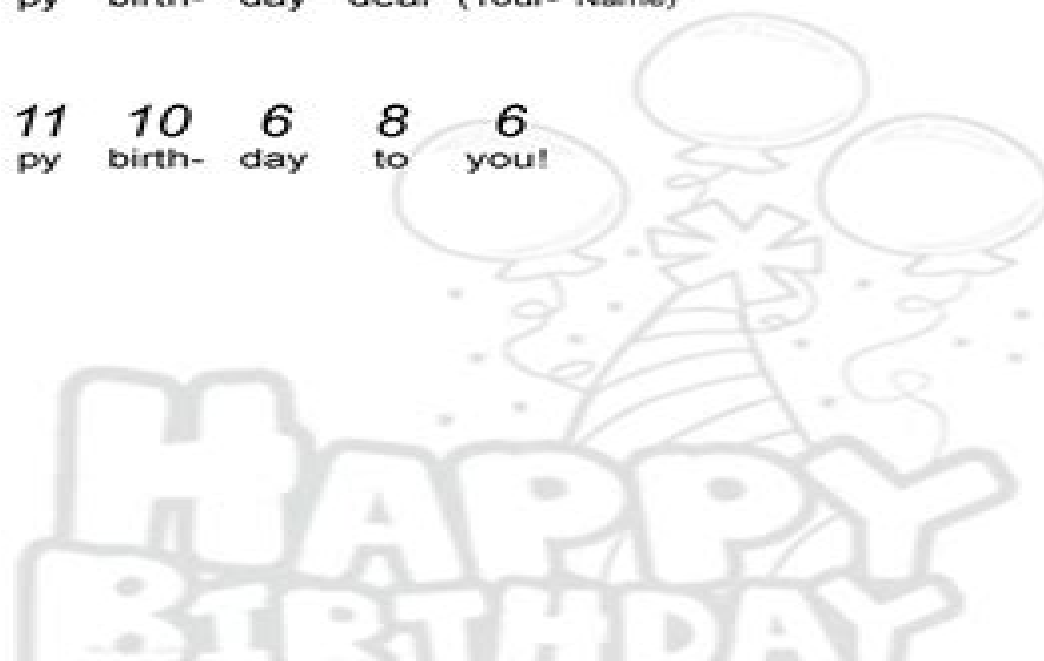 py birth- day dear (Your- Name)
11 10 6 8 6
py birth- day to you!
HAPPY
BIRTHDAY